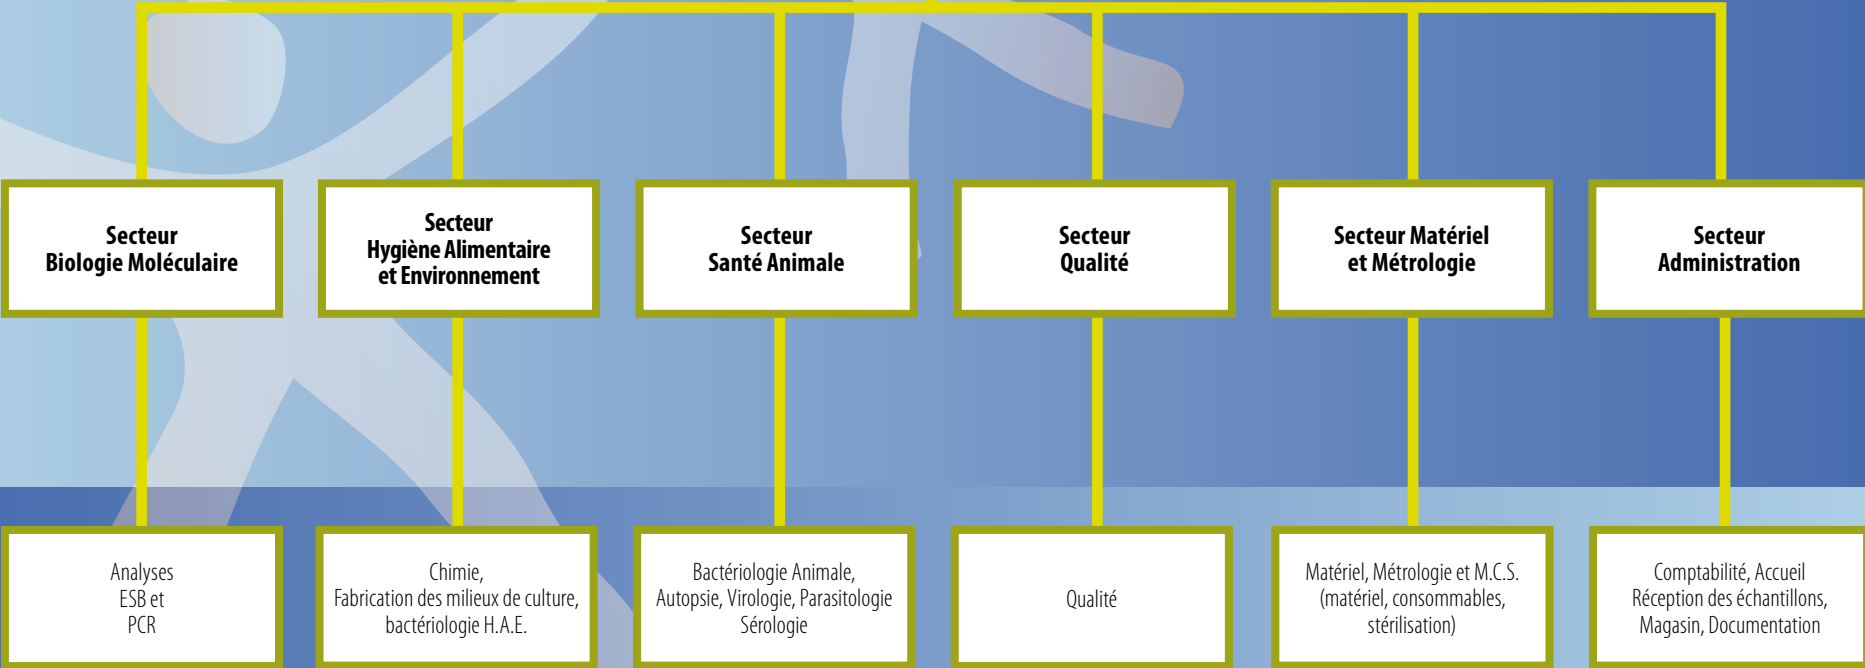 Secteur
Biologie Moléculaire
Secteur
Hygiène Alimentaire
et Environnement
Secteur
Santé Animale
Secteur
Qualité
Secteur Matériel
et Métrologie
Secteur
Administration
Analyses
ESB et
PCR
Chimie,
Fabrication des milieux de culture,
bactériologie H.A.E.
Bactériologie Animale,
Autopsie, Virologie, Parasitologie
Sérologie
Qualité
Matériel, Métrologie et M.C.S.
(matériel, consommables,
stérilisation)
Comptabilité, Accueil
Réception des échantillons,
Magasin, Documentation